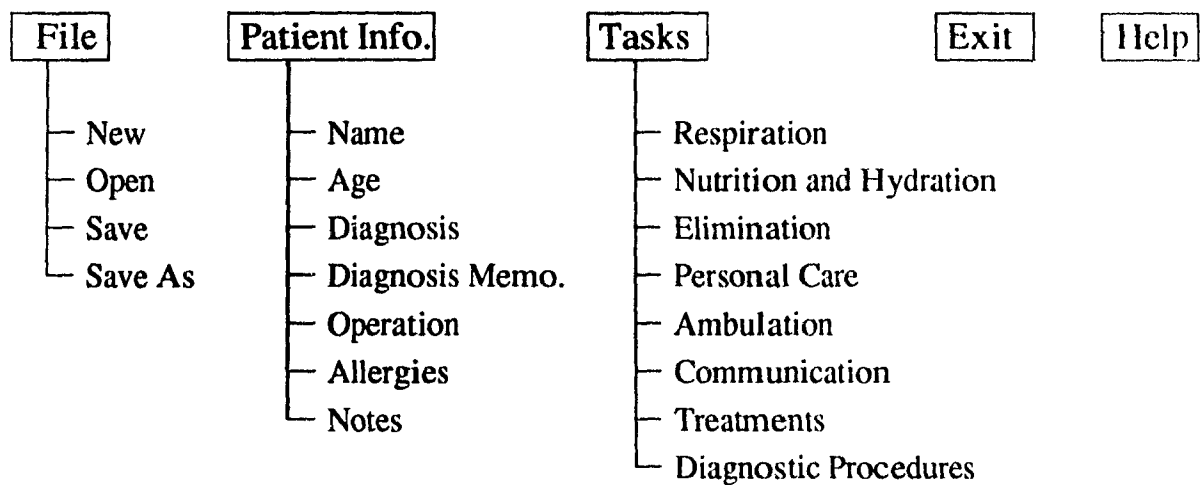 File
Patient Info.
Tasks
Exit
Help
New
Open
Save
Save As
Name
Age
Diagnosis
Diagnosis Memo.
Operation
Allergies
Notes
Respiration
Nutrition and Hydration
Elimination
Personal Care
Ambulation
Communication
Treatments
Diagnostic Procedures